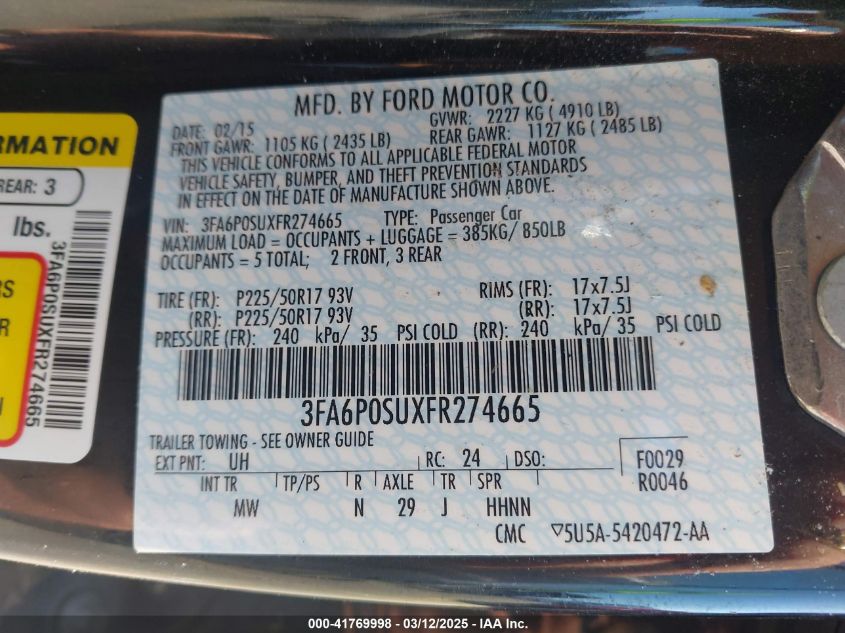 ORMATION
REAR: 3
lbs.
3FA6P0SUXFR274665
RS
R
MFD. BY FORD MOTOR CO.
DATE: 02/15 GVWR: 2227 KG ( 4910 LB)
FRONT GAWR: 1105 KG ( 2435 LB) REAR GAWR: 1127 KG ( 2485 LB)
THIS VEHICLE CONFORMS TO ALL APPLICABLE FEDERAL MOTOR
VEHICLE SAFETY, BUMPER, AND THEFT PREVENTION STANDARDS
IN EFFECT ON THE DATE OF MANUFACTURE SHOWN ABOVE.
VIN: 3FA6P0SUXFR274665 TYPE: Passenger Car
MAXIMUM LOAD = OCCUPANTS + LUGGAGE = 385KG/ 850LB
OCCUPANTS = 5 TOTAL; 2 FRONT, 3 REAR
TIRE (FR): P225/50R17 93V RIMS (FR): 17x7.5J
(RR): P225/50R17 93V (RR): 17x7.5J
PRESSURE (FR): 240 kPa/ 35 PSI COLD (RR): 240 kPa/ 35 PSI COLD
3FA6P0SUXFR274665
TRAILER TOWING - SEE OWNER GUIDE
EXT PNT: UH RC: 24 DSO: F0029
INT TR TP/PS R AXLE TR SPR R0046
MW N 29 J HHNN
CMC ▽5U5A-5420472-AA
000-41769998 - 03/12/2025 - IAA Inc.